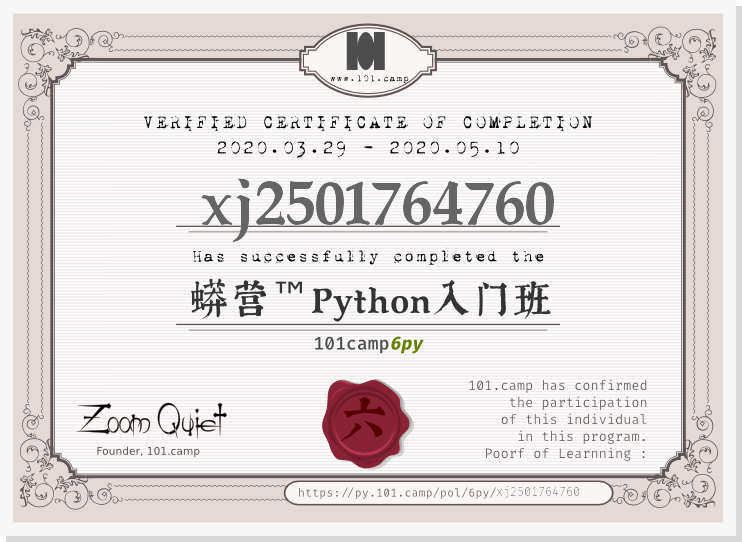 www.101.camp
VERIFIED CERTIFICATE OF COMPLETION
2020.03.29 - 2020.05.10
xj2501764760
Has successfully completed the
蟒营™Python入门班
101camp6py
六
Zoom Quiet
Founder, 101.camp
101.camp has confirmed
the participation
of this individual
in this program.
Poorf of Learnning :
https://py.101.camp/pol/6py/xj2501764760